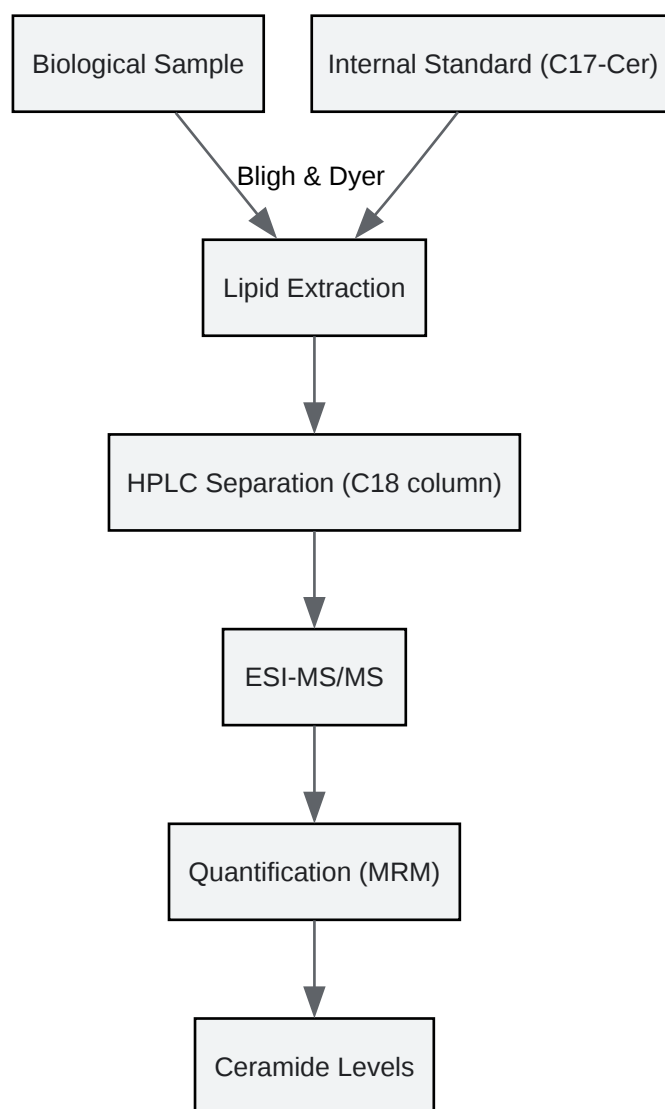 Biological Sample
Internal Standard (C17-Cer)
Bligh & Dyer
Lipid Extraction
HPLC Separation (C18 column)
ESI-MS/MS
Quantification (MRM)
Ceramide Levels